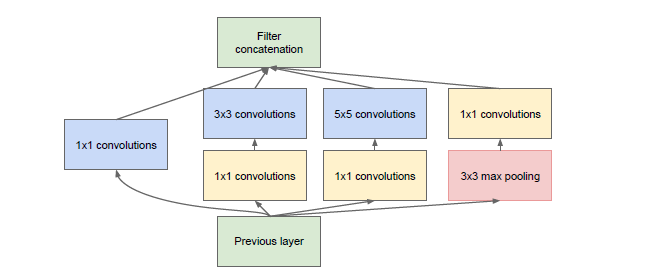 Filter
concatenation
3x3 convolutions
5x5 convolutions
1x1 convolutions
1x1 convolutions
1x1 convolutions
1x1 convolutions
3x3 max pooling
Previous layer